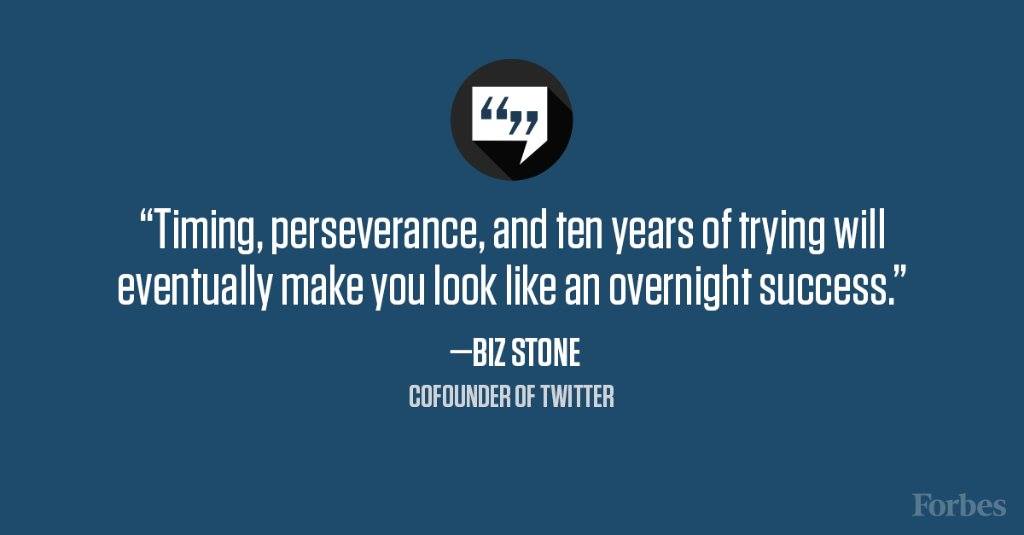 “Timing, perseverance, and ten years of trying will
eventually make you look like an overnight success.”
—BIZ STONE
COFOUNDER OF TWITTER
Forbes